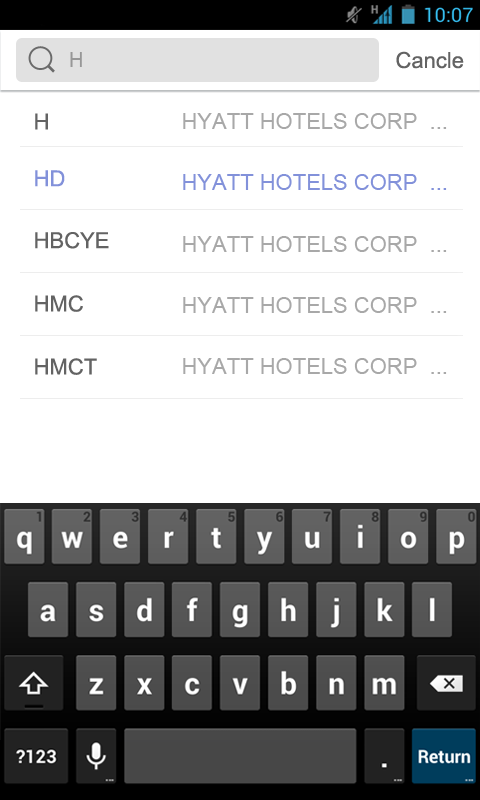 H 10:07
H Cancle
H HYATT HOTELS CORP ...
HD HYATT HOTELS CORP ...
HBCYE HYATT HOTELS CORP ...
HMC HYATT HOTELS CORP ...
HMCT HYATT HOTELS CORP ...
1 2 3 4 5 6 7 8 9 0
q w e r t y u i o p
a s d f g h j k l
z x c v b n m
?123 ... . ... Return ...